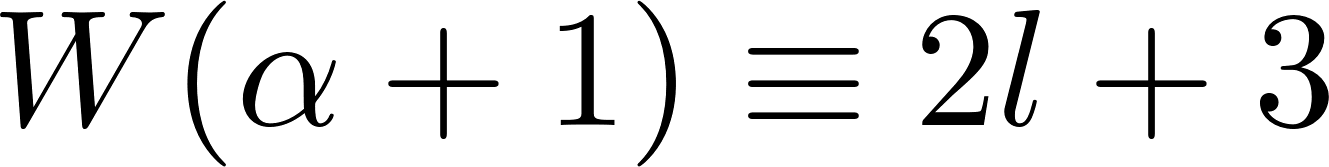 W(α + 1) ≡ 2l + 3